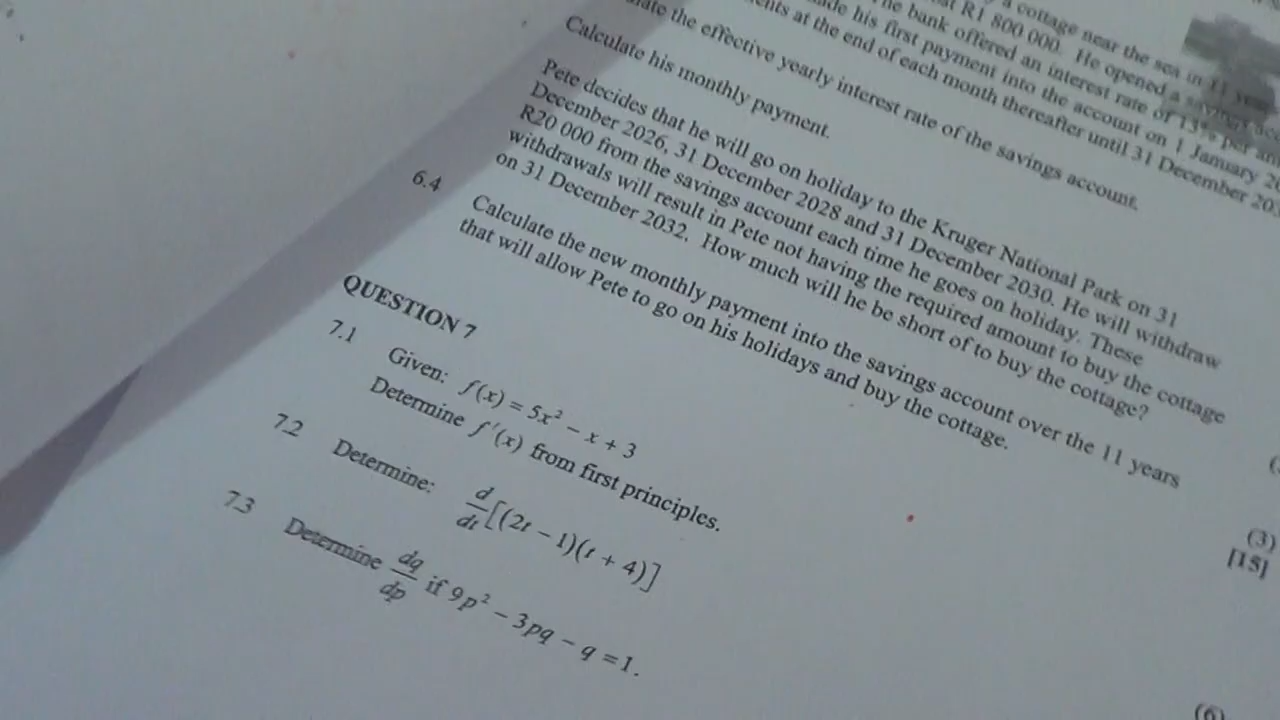 a cottage near the sea in 11
R1 800 000. He opened a savings
he bank offered an interest rate of 13% per
his first payment into the account on 1 January
at the end of each month thereafter until 31 December
the effective yearly interest rate of the savings account.
Calculate his monthly payment.
Pete decides that he will go on holiday to the Kruger National Park on 31
December 2026, 31 December 2028 and 31 December 2030. He will withdraw
R20 000 from the savings account each time he goes on holiday. These
withdrawals will result in Pete not having the required amount to buy the cottage
on 31 December 2032. How much will he be short of to buy the cottage?
6.4 Calculate the new monthly payment into the savings account over the 11 years
that will allow Pete to go on his holidays and buy the cottage.
(3)
[15]
QUESTION 7
7.1 Given: f(x) = 5x² − x + 3
Determine f′(x) from first principles.
7.2 Determine: d/dt [(2t − 1)(t + 4)]
7.3 Determine dq/dp if 9p² − 3pq − q = 1.
(6)